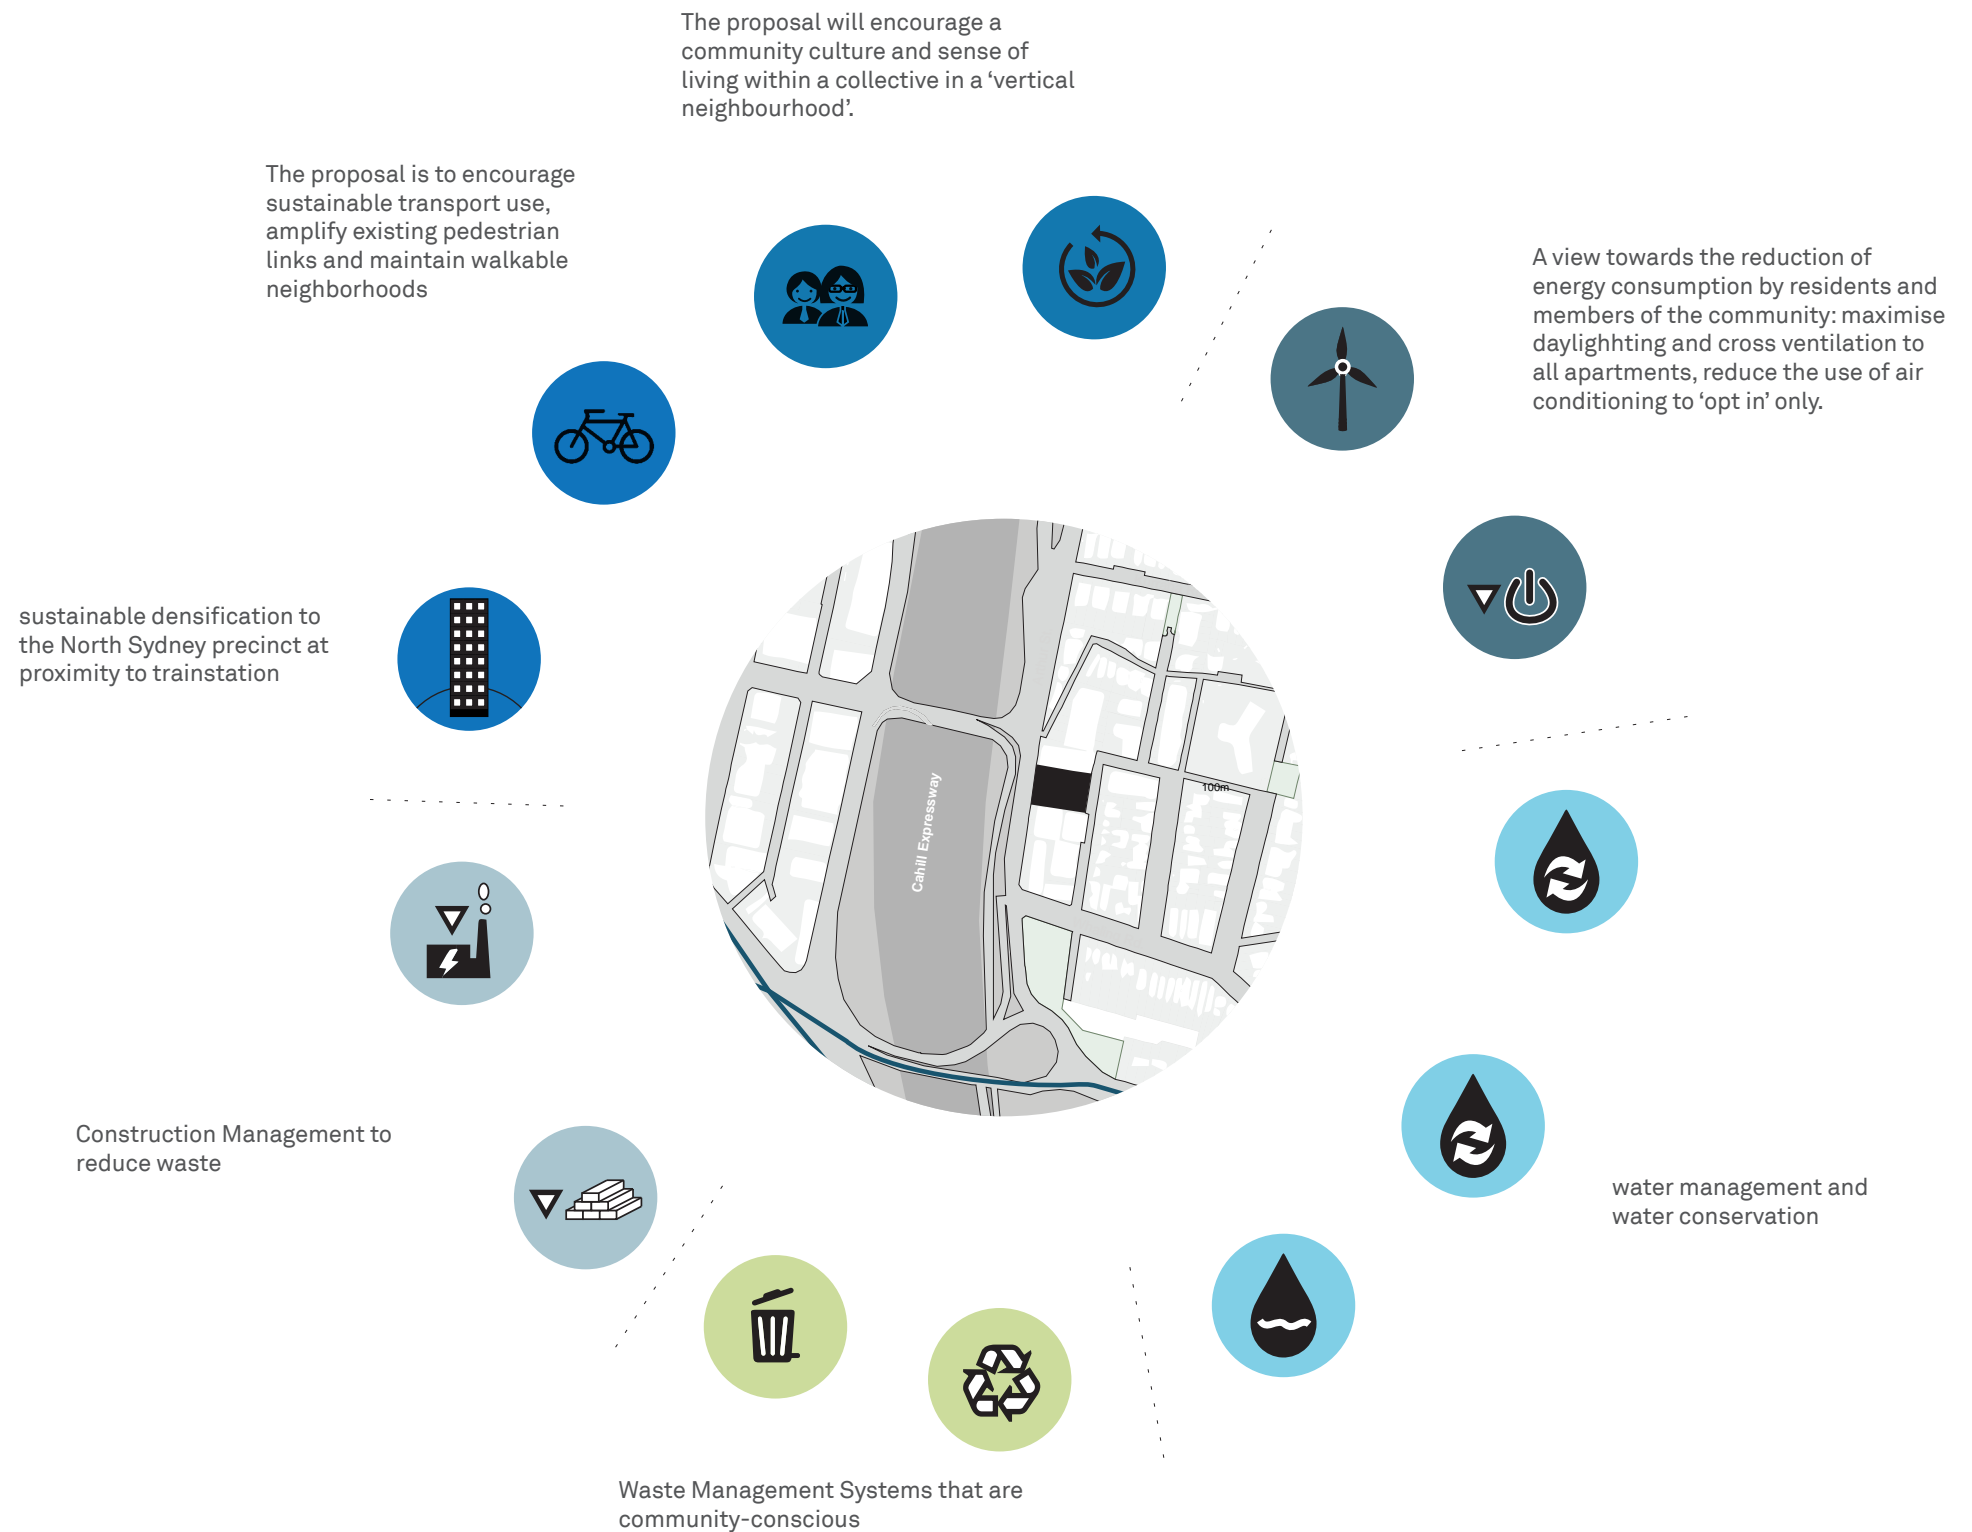 The proposal will encourage a
community culture and sense of
living within a collective in a ‘vertical
neighbourhood’.
The proposal is to encourage
sustainable transport use,
amplify existing pedestrian
links and maintain walkable
neighborhoods
A view towards the reduction of
energy consumption by residents and
members of the community: maximise
daylighhting and cross ventilation to
all apartments, reduce the use of air
conditioning to ‘opt in’ only.
sustainable densification to
the North Sydney precinct at
proximity to trainstation
Cahill Expressway
100m
Construction Management to
reduce waste
water management and
water conservation
Waste Management Systems that are
community-conscious